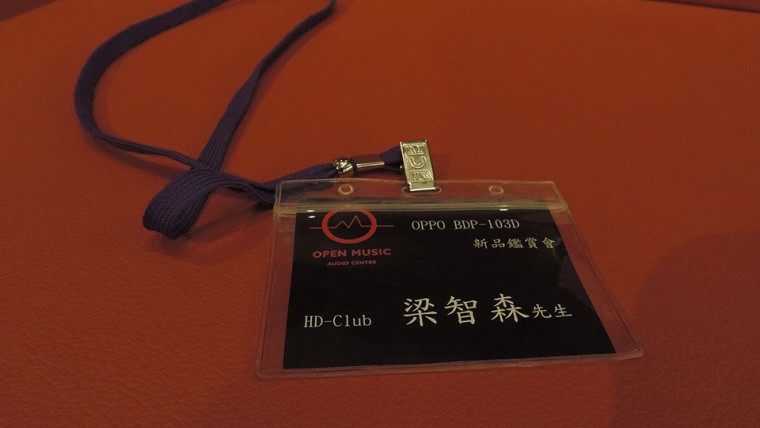 OPPO BDP-103D
新品鑑賞會
OPEN MUSIC
AUDIO CENTER
HD-Club 梁智森先生